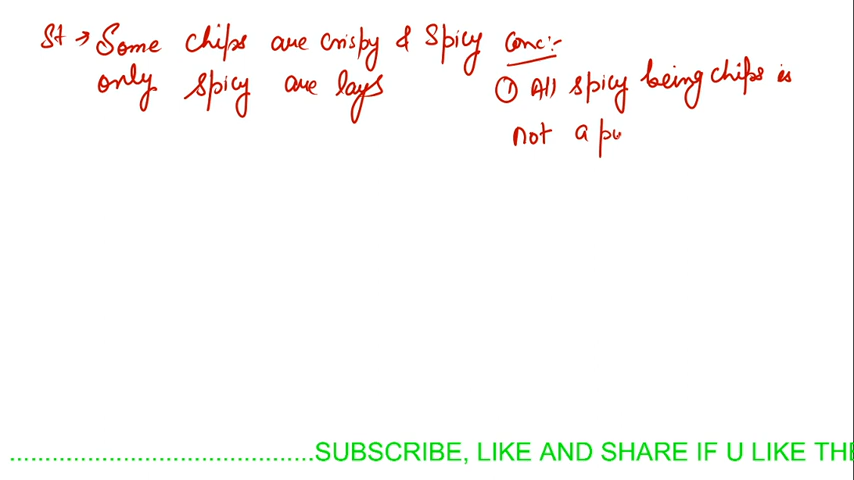 St → Some chips are crispy & Spicy
only spicy are lays
Conc:-
① All spicy being chips is
not a
.............................................SUBSCRIBE, LIKE AND SHARE IF U LIKE THE